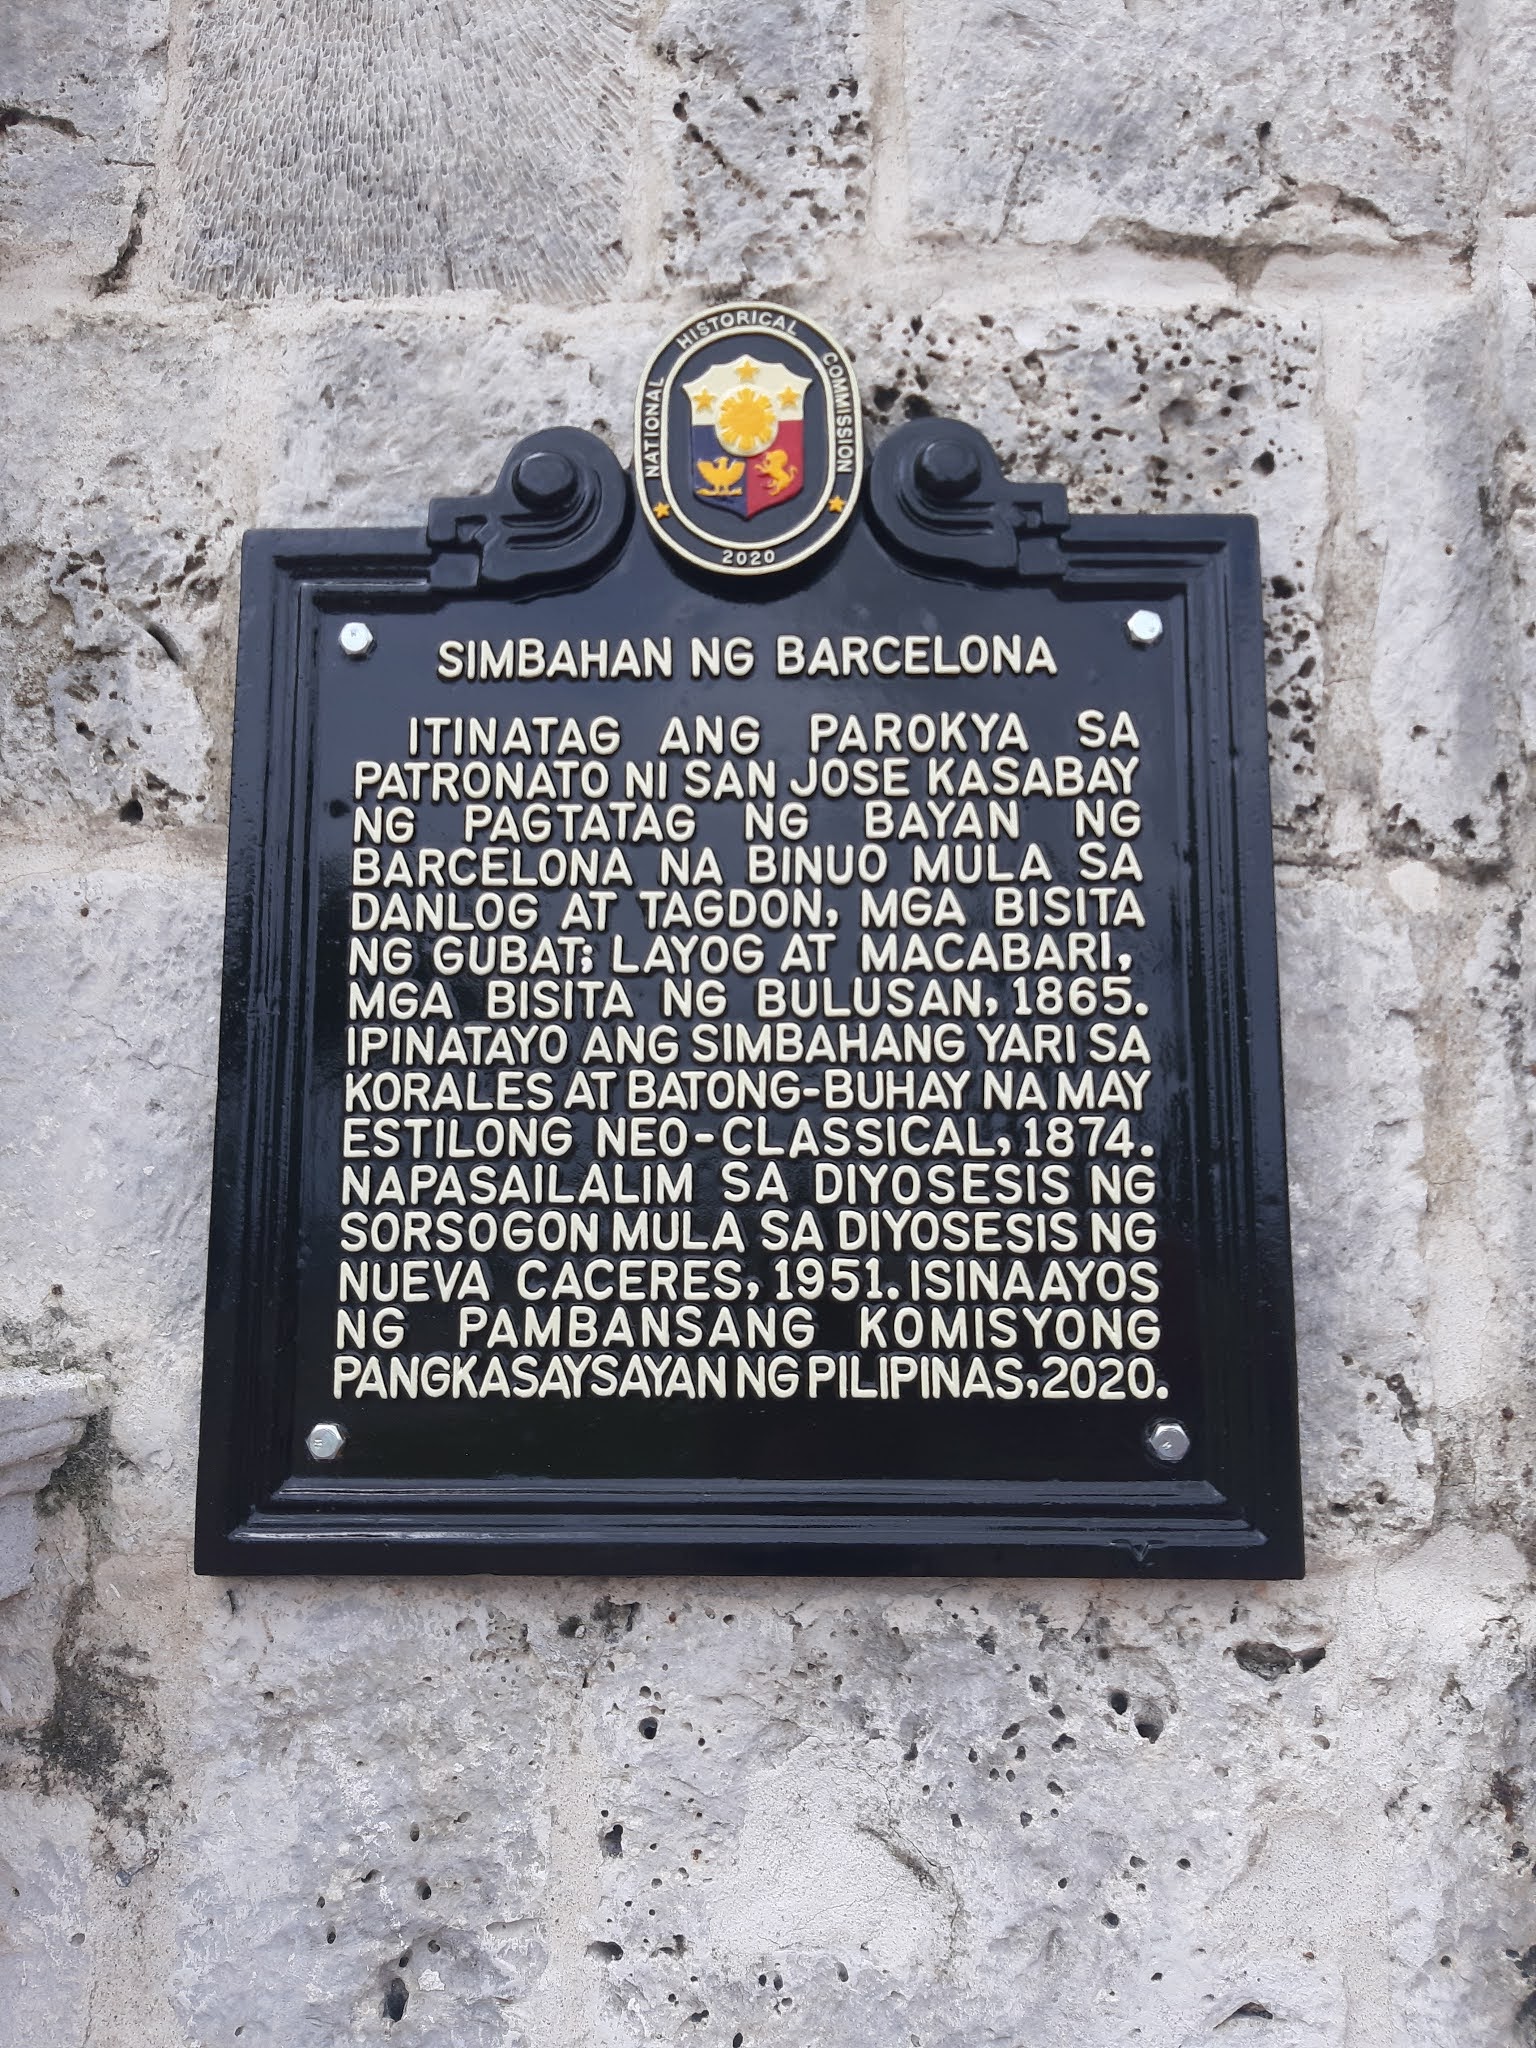 NATIONAL HISTORICAL COMMISSION
2020
SIMBAHAN NG BARCELONA
ITINATAG ANG PAROKYA SA
PATRONATO NI SAN JOSE KASABAY
NG PAGTATAG NG BAYAN NG
BARCELONA NA BINUO MULA SA
DANLOG AT TAGDON, MGA BISITA
NG GUBAT; LAYOG AT MACABARI,
MGA BISITA NG BULUSAN, 1865.
IPINATAYO ANG SIMBAHANG YARI SA
KORALES AT BATONG-BUHAY NA MAY
ESTILONG NEO-CLASSICAL, 1874.
NAPASAILALIM SA DIYOSESIS NG
SORSOGON MULA SA DIYOSESIS NG
NUEVA CACERES, 1951. ISINAAYOS
NG PAMBANSANG KOMISYONG
PANGKASAYSAYAN NG PILIPINAS, 2020.